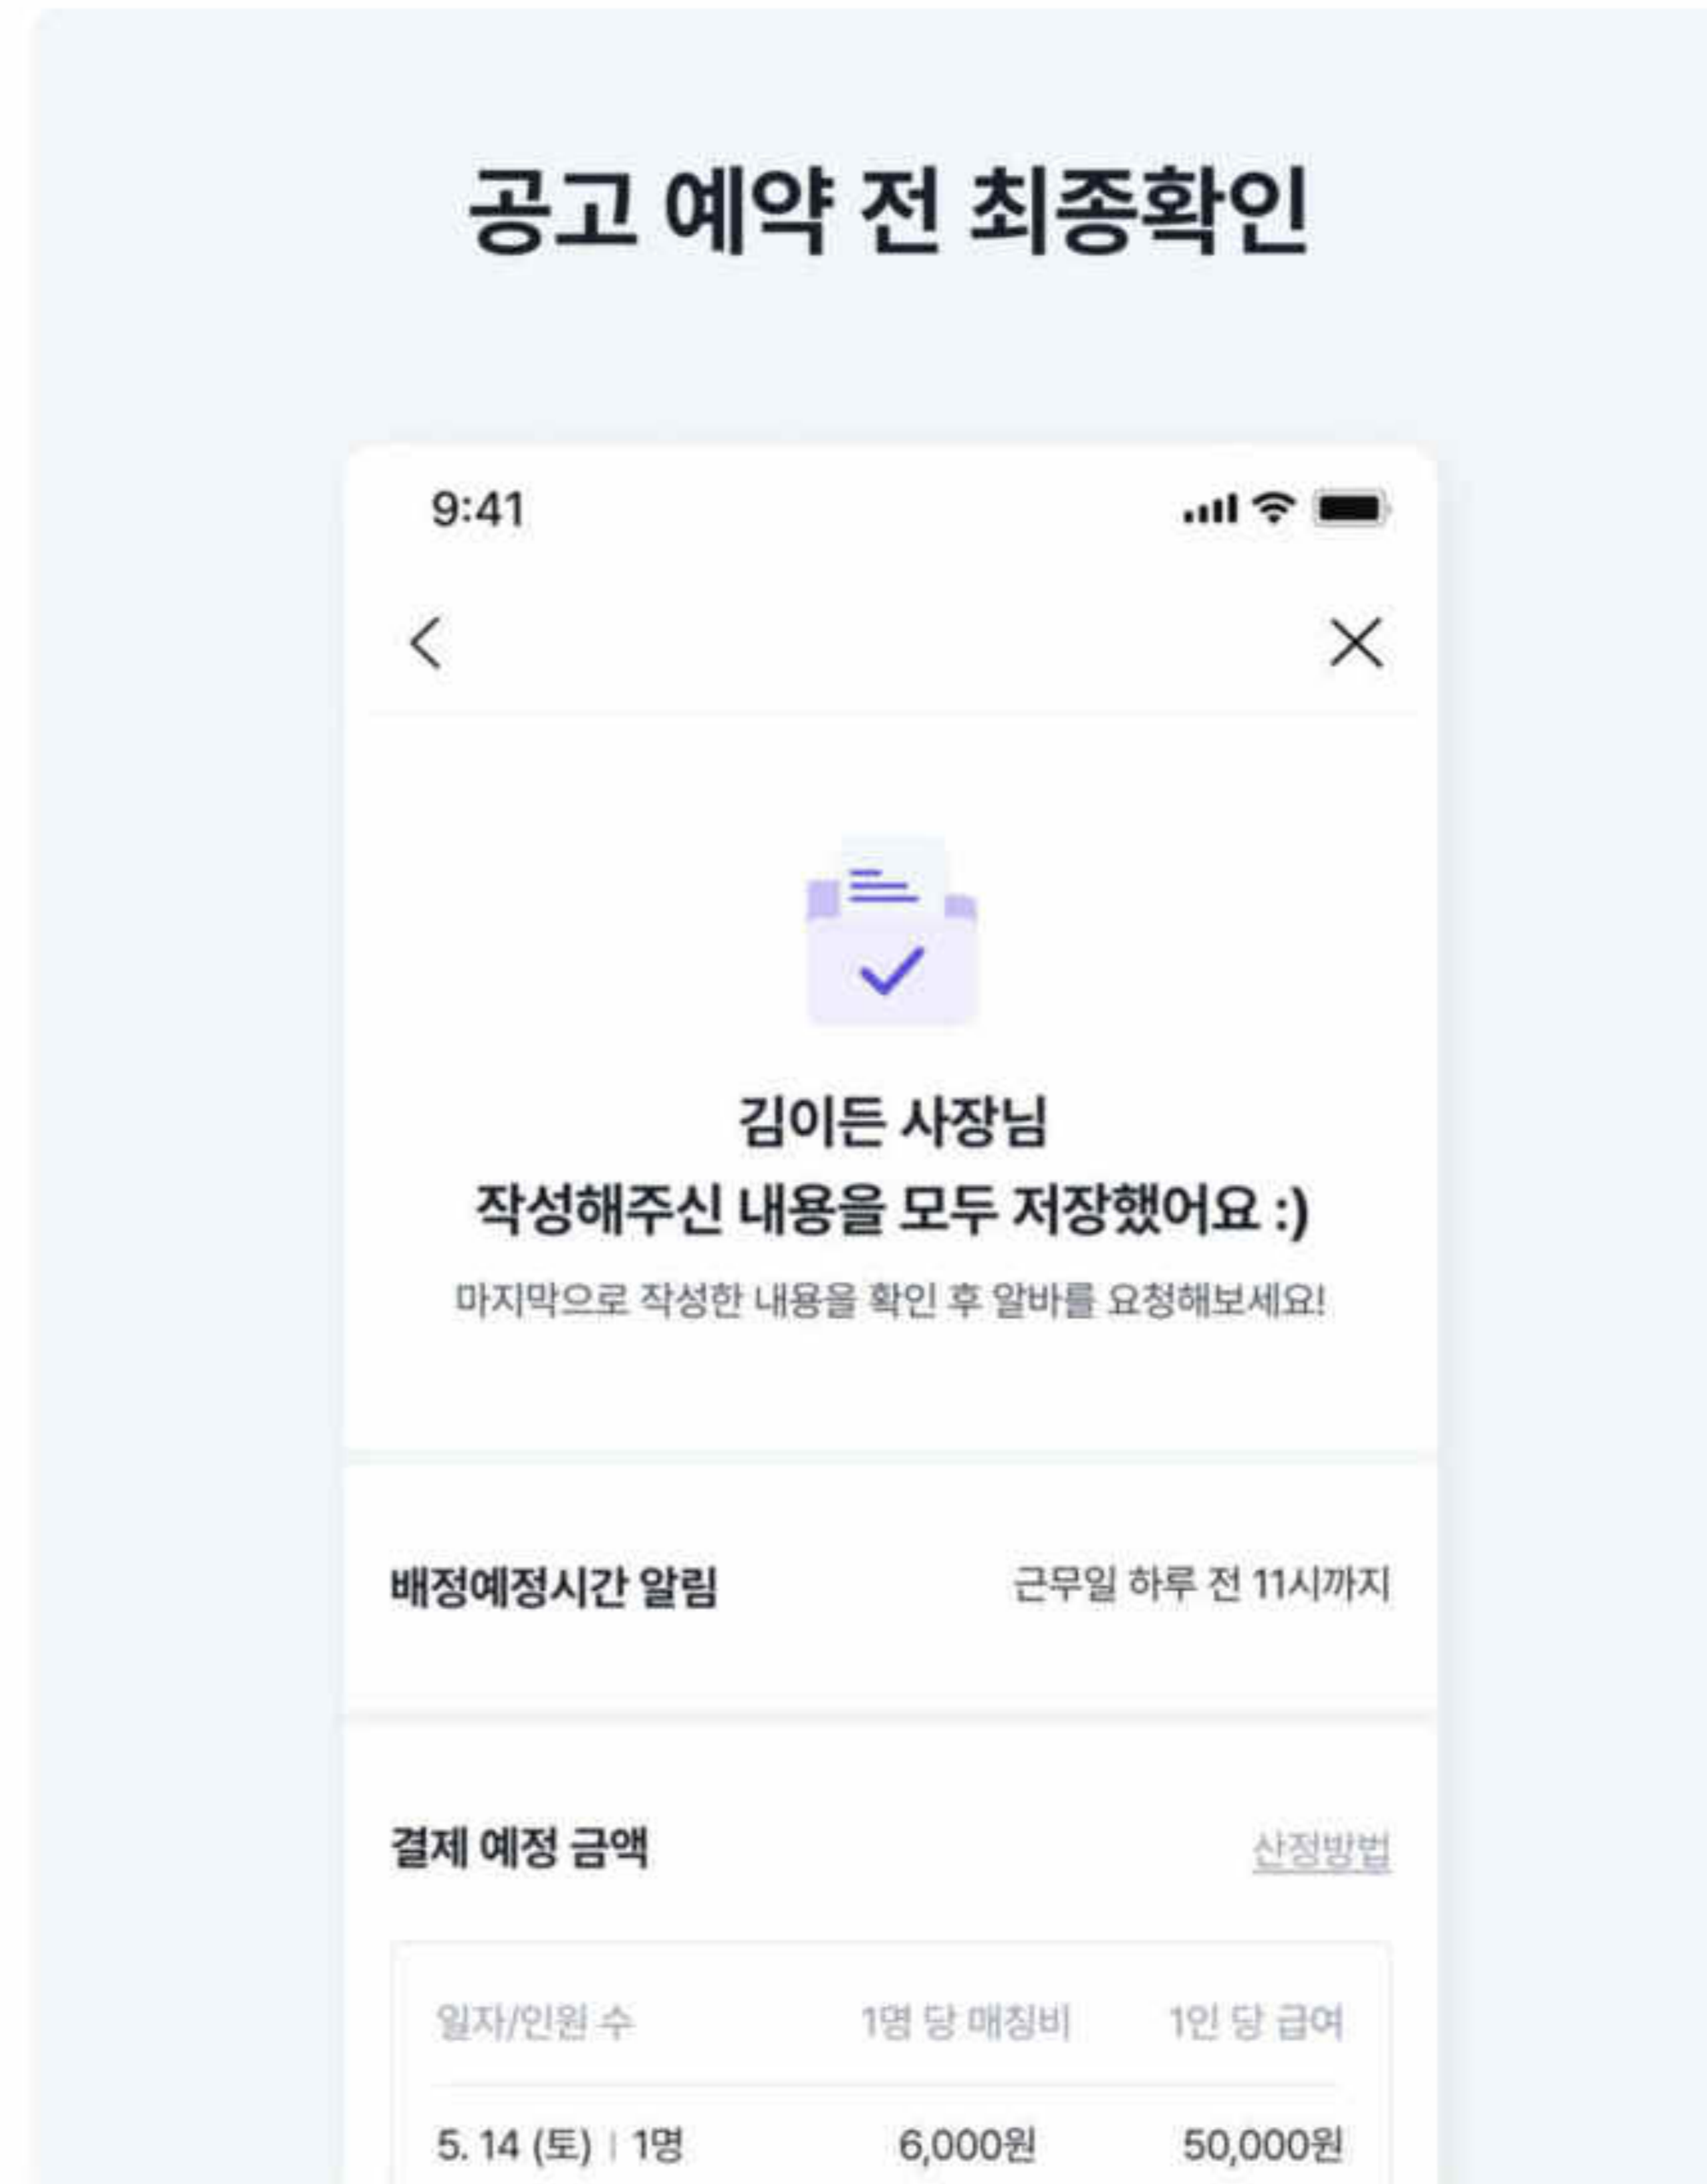 공고 예약 전 최종확인
9:41
김이든 사장님
작성해주신 내용을 모두 저장했어요 :)
마지막으로 작성한 내용을 확인 후 알바를 요청해보세요!
배정예정시간 알림 근무일 하루 전 11시까지
결제 예정 금액 산정방법
일자/인원 수 1명 당 매칭비 1인 당 급여
5. 14 (토) | 1명 6,000원 50,000원